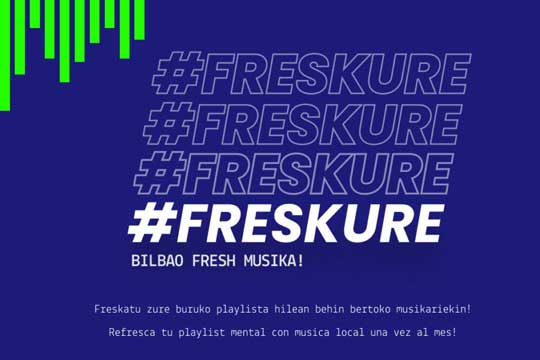 #FRESKURE
#FRESKURE
#FRESKURE
#FRESKURE
BILBAO FRESH MUSIKA!
Freskatu zure buruko playlista hilean behin bertoko musikariekin!
Refresca tu playlist mental con musica local una vez al mes!